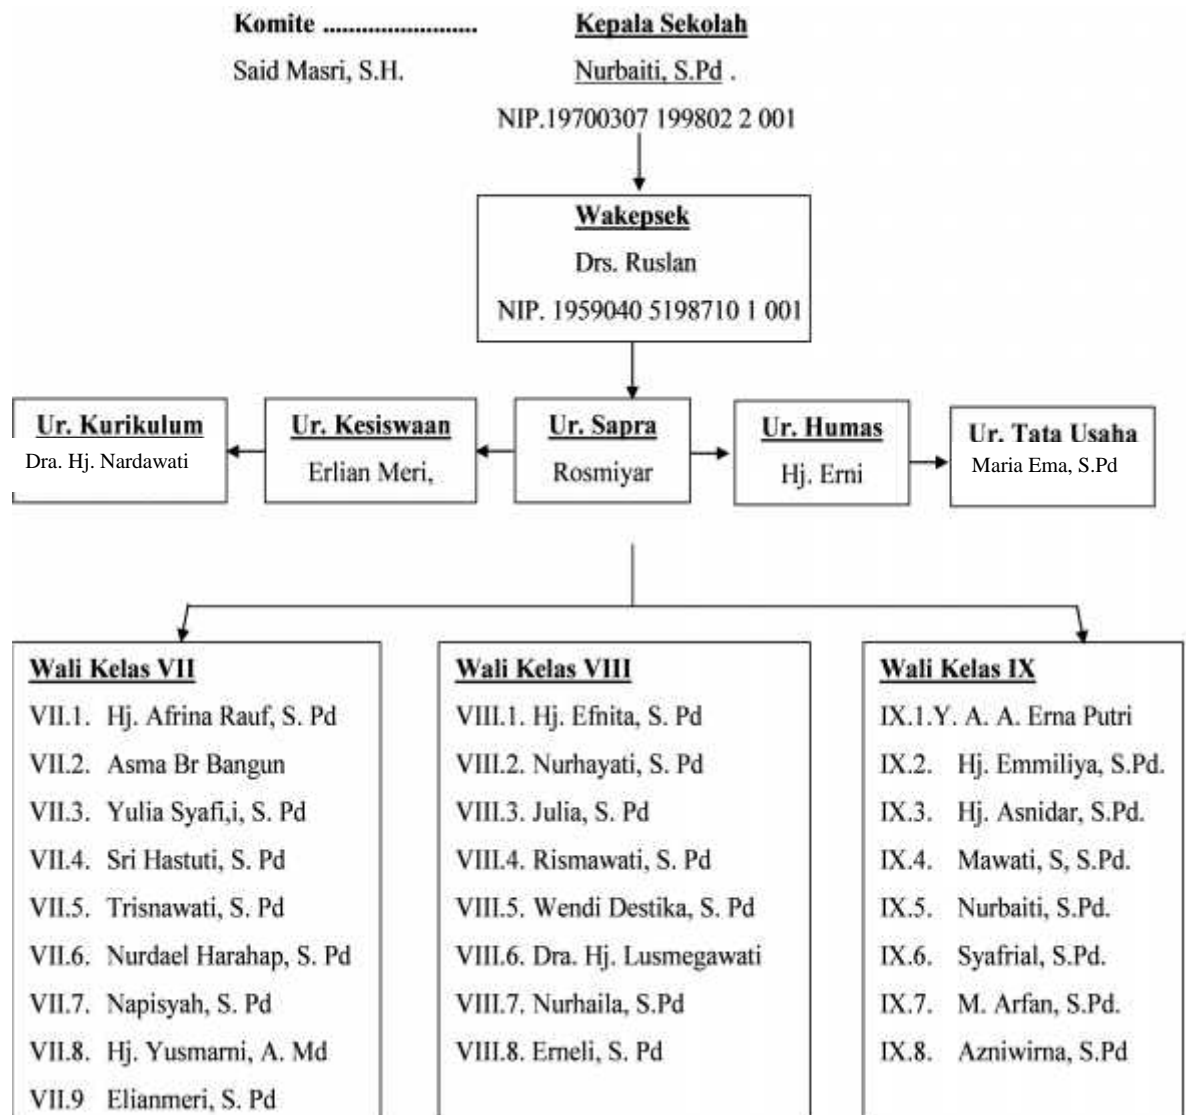 Komite ........................ Kepala Sekolah
Said Masri, S.H. Nurbaiti, S.Pd .
NIP.19700307 199802 2 001
Wakepsek
Drs. Ruslan
NIP. 1959040 5198710 1 001
Ur. Kurikulum
Dra. Hj. Nardawati
Ur. Kesiswaan
Erlian Meri,
Ur. Sapra
Rosmiyar
Ur. Humas
Hj. Erni
Ur. Tata Usaha
Maria Ema, S.Pd
Wali Kelas VII
VII.1. Hj. Afrina Rauf, S. Pd
VII.2. Asma Br Bangun
VII.3. Yulia Syafi,i, S. Pd
VII.4. Sri Hastuti, S. Pd
VII.5. Trisnawati, S. Pd
VII.6. Nurdael Harahap, S. Pd
VII.7. Napisyah, S. Pd
VII.8. Hj. Yusmarni, A. Md
VII.9 Elianmeri, S. Pd
Wali Kelas VIII
VIII.1. Hj. Efnita, S. Pd
VIII.2. Nurhayati, S. Pd
VIII.3. Julia, S. Pd
VIII.4. Rismawati, S. Pd
VIII.5. Wendi Destika, S. Pd
VIII.6. Dra. Hj. Lusmegawati
VIII.7. Nurhaila, S.Pd
VIII.8. Erneli, S. Pd
Wali Kelas IX
IX.1.Y. A. A. Erna Putri
IX.2. Hj. Emmiliya, S.Pd.
IX.3. Hj. Asnidar, S.Pd.
IX.4. Mawati, S, S.Pd.
IX.5. Nurbaiti, S.Pd.
IX.6. Syafrial, S.Pd.
IX.7. M. Arfan, S.Pd.
IX.8. Azniwirna, S.Pd